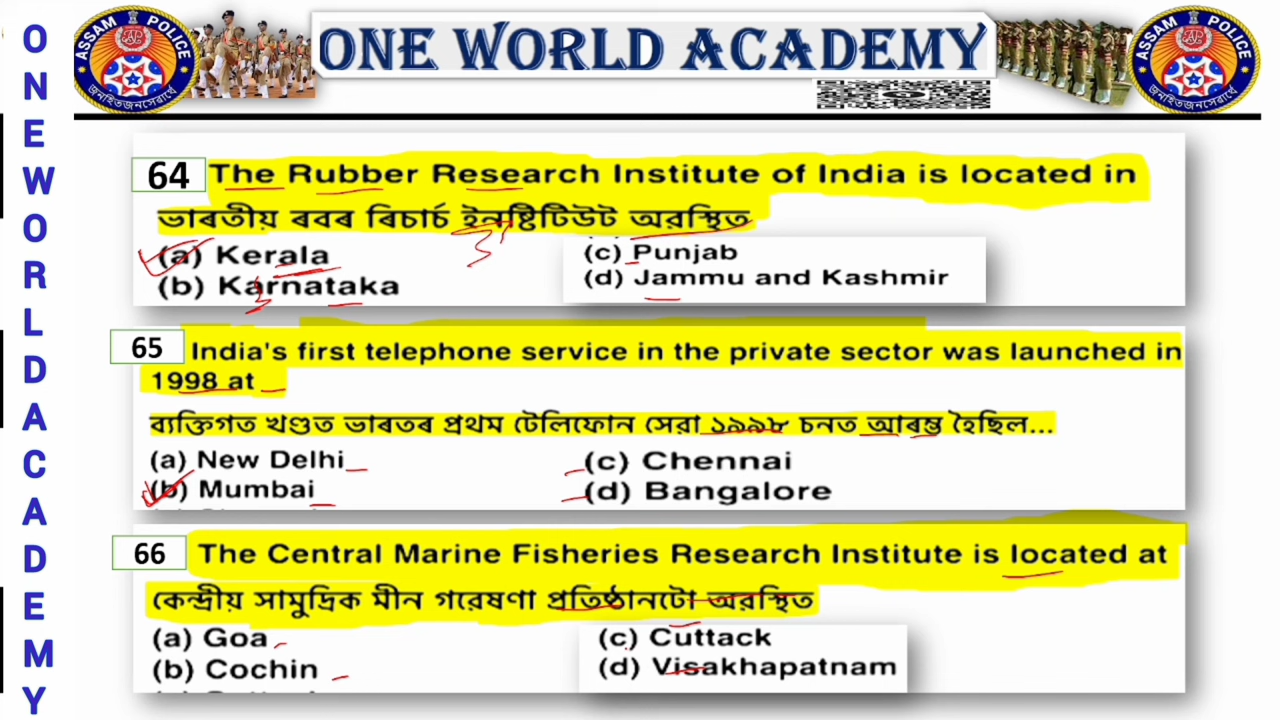 ONE WORLD ACADEMY
ONE WORLD ACADEMY
ASSAM POLICE
ASSAM POLICE
64 The Rubber Research Institute of India is located in
ভাৰতীয় ৰবৰ ৰিচাৰ্চ ইনষ্টিটিউট অৱস্থিত
(a) Kerala
(b) Karnataka
(c) Punjab
(d) Jammu and Kashmir
65 India's first telephone service in the private sector was launched in
1998 at
ব্যক্তিগত খণ্ডত ভাৰতৰ প্ৰথম টেলিফোন সেৱা ১৯৯৮ চনত আৰম্ভ হৈছিল...
(a) New Delhi
(b) Mumbai
(c) Chennai
(d) Bangalore
66 The Central Marine Fisheries Research Institute is located at
কেন্দ্ৰীয় সামুদ্ৰিক মীন গৱেষণা প্ৰতিষ্ঠানটো অৱস্থিত
(a) Goa
(b) Cochin
(c) Cuttack
(d) Visakhapatnam